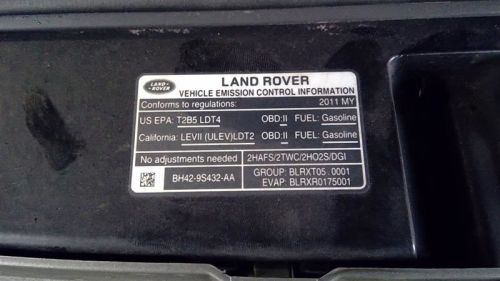 LAND ROVER
LAND ROVER
VEHICLE EMISSION CONTROL INFORMATION
Conforms to regulations: 2011 MY
US EPA: T2B5 LDT4 OBD:II FUEL: Gasoline
California: LEVII (ULEV)LDT2 OBD:II FUEL: Gasoline
No adjustments needed 2HAFS/2TWC/2HO2S/DGI
BH42-9S432-AA GROUP: BLRXT05.0001
EVAP: BLRXR0175001